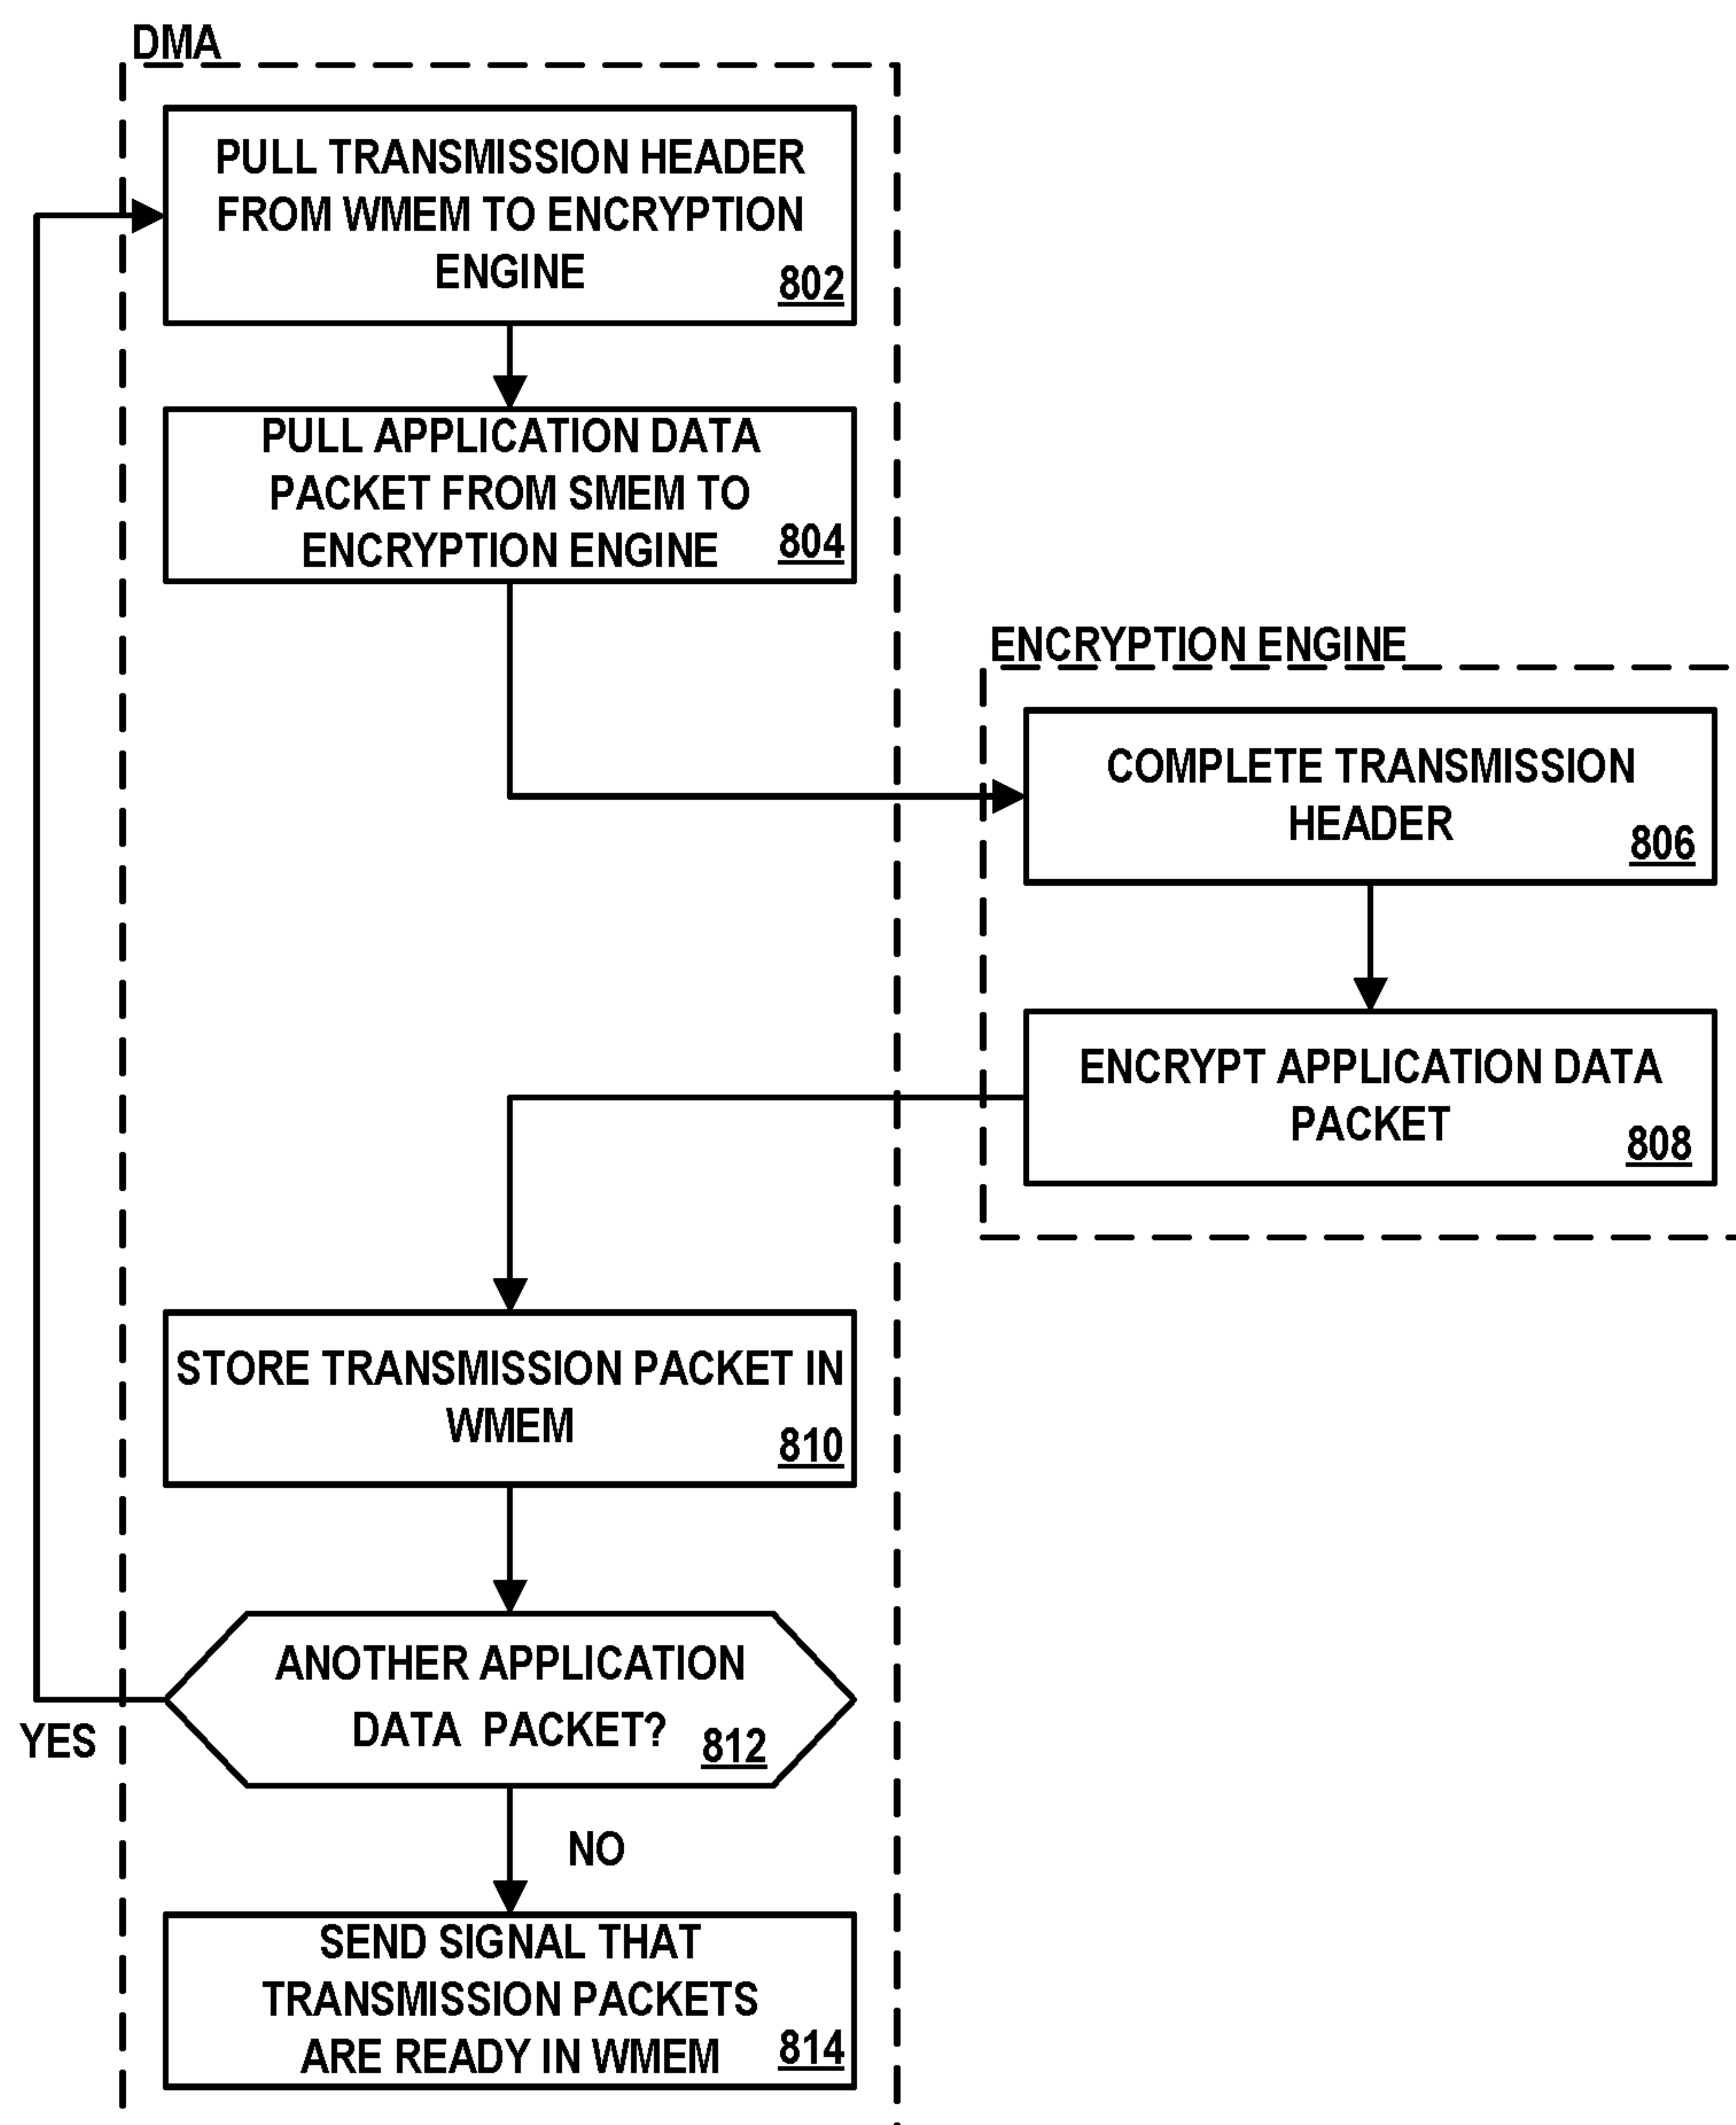 DMA
PULL TRANSMISSION HEADER
FROM WMEM TO ENCRYPTION
ENGINE
802
PULL APPLICATION DATA
PACKET FROM SMEM TO
ENCRYPTION ENGINE
804
ENCRYPTION ENGINE
COMPLETE TRANSMISSION
HEADER
806
ENCRYPT APPLICATION DATA
PACKET
808
STORE TRANSMISSION PACKET IN
WMEM
810
ANOTHER APPLICATION
DATA PACKET?
812
YES
NO
SEND SIGNAL THAT
TRANSMISSION PACKETS
ARE READY IN WMEM
814